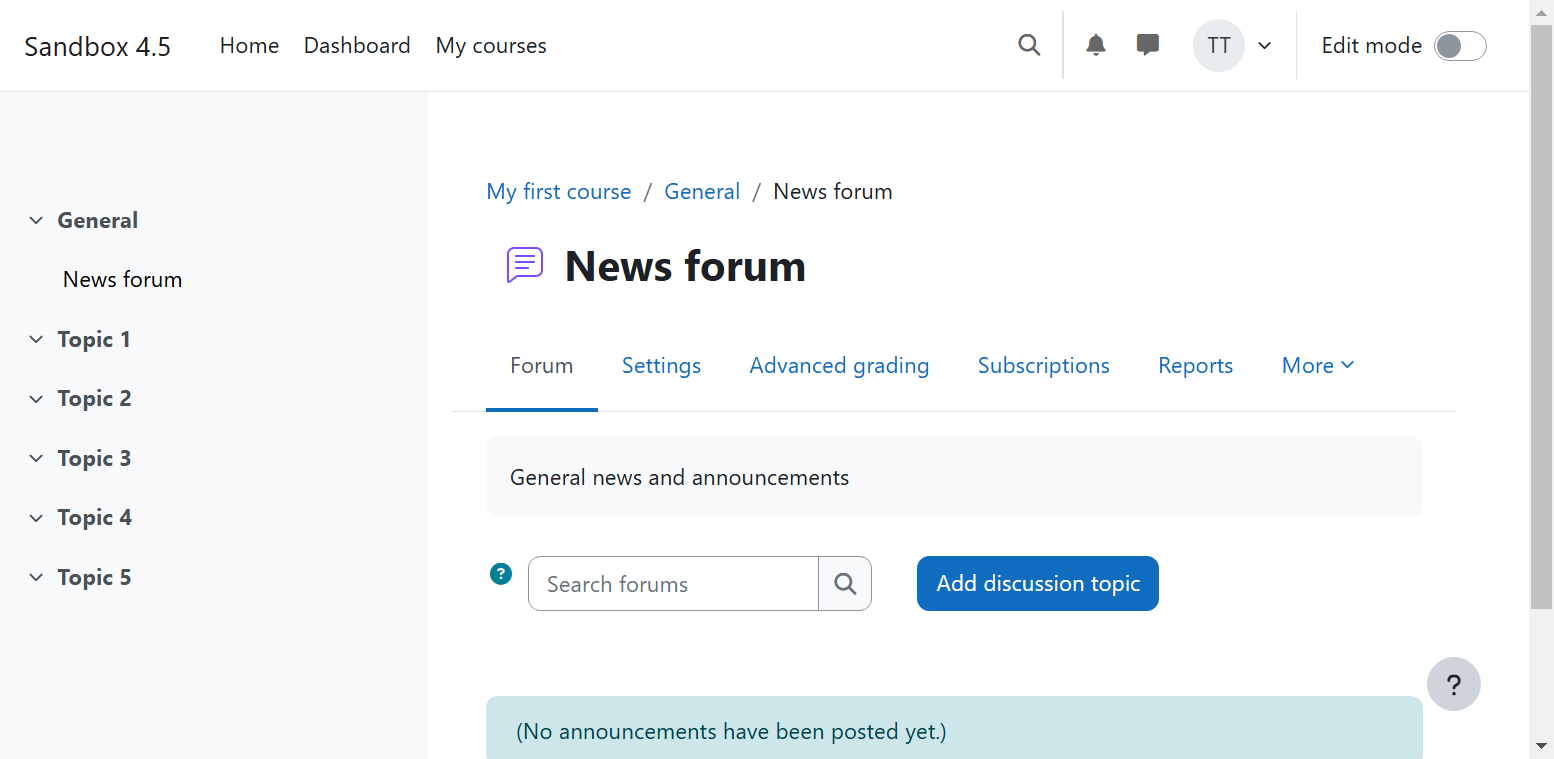 Sandbox 4.5 Home Dashboard My courses TT Edit mode
General
News forum
Topic 1
Topic 2
Topic 3
Topic 4
Topic 5
My first course / General / News forum
News forum
Forum Settings Advanced grading Subscriptions Reports More
General news and announcements
? Search forums Add discussion topic
?
(No announcements have been posted yet.)